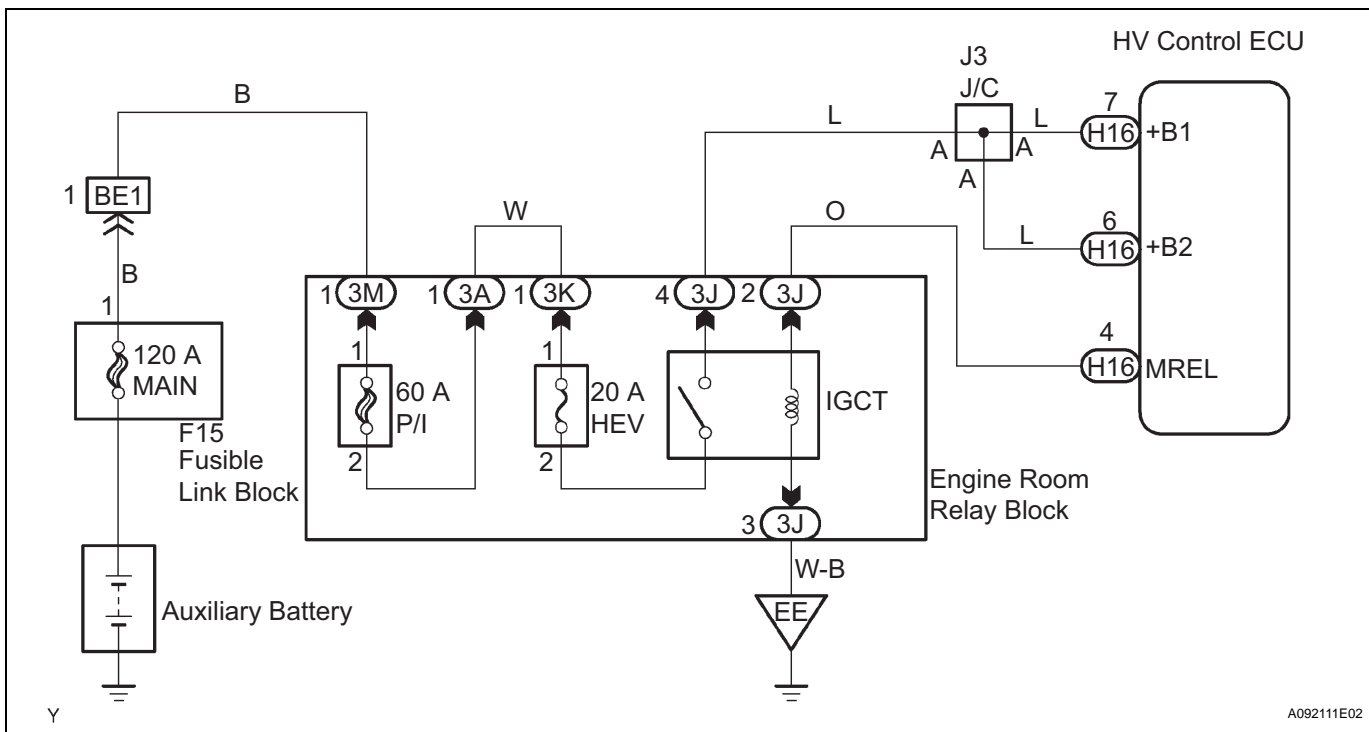 HV Control ECU
J3
J/C
B
L
L
7
H16
+B1
A
A
A
1
BE1
W
O
L
6
H16
+B2
B
1
1
3M
1
3A
1
3K
4
3J
2
3J
4
H16
MREL
120 A
MAIN
1
60 A
P/I
2
1
20 A
HEV
2
IGCT
F15
Fusible
Link Block
Engine Room
Relay Block
3
3J
W-B
EE
Auxiliary Battery
Y
A092111E02